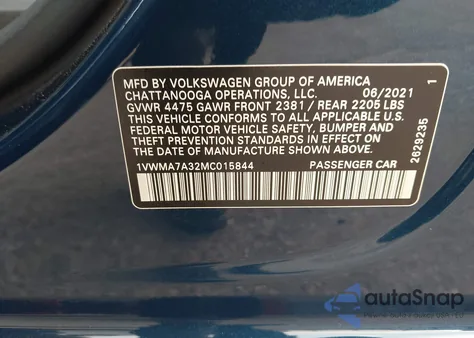 MFD BY VOLKSWAGEN GROUP OF AMERICA
CHATTANOOGA OPERATIONS, LLC. 06/2021
GVWR 4475 GAWR FRONT 2381 / REAR 2205 LBS
THIS VEHICLE CONFORMS TO ALL APPLICABLE U.S.
FEDERAL MOTOR VEHICLE SAFETY, BUMPER AND
THEFT PREVENTION STANDARDS IN EFFECT ON
THE DATE OF MANUFACTURE SHOWN ABOVE
1VWMA7A32MC015844 PASSENGER CAR
1
2629235
autoSnap